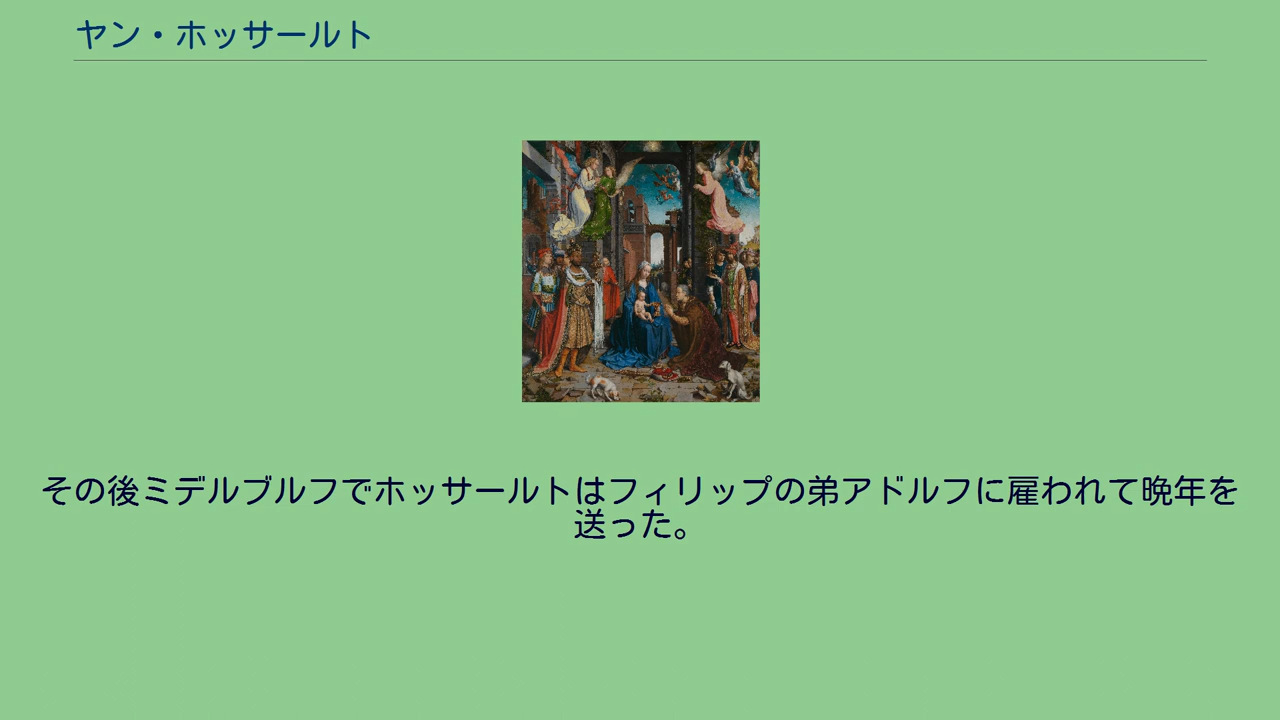 ヤン・ホッサールト
その後ミデルブルフでホッサールトはフィリップの弟アドルフに雇われて晩年を
送った。